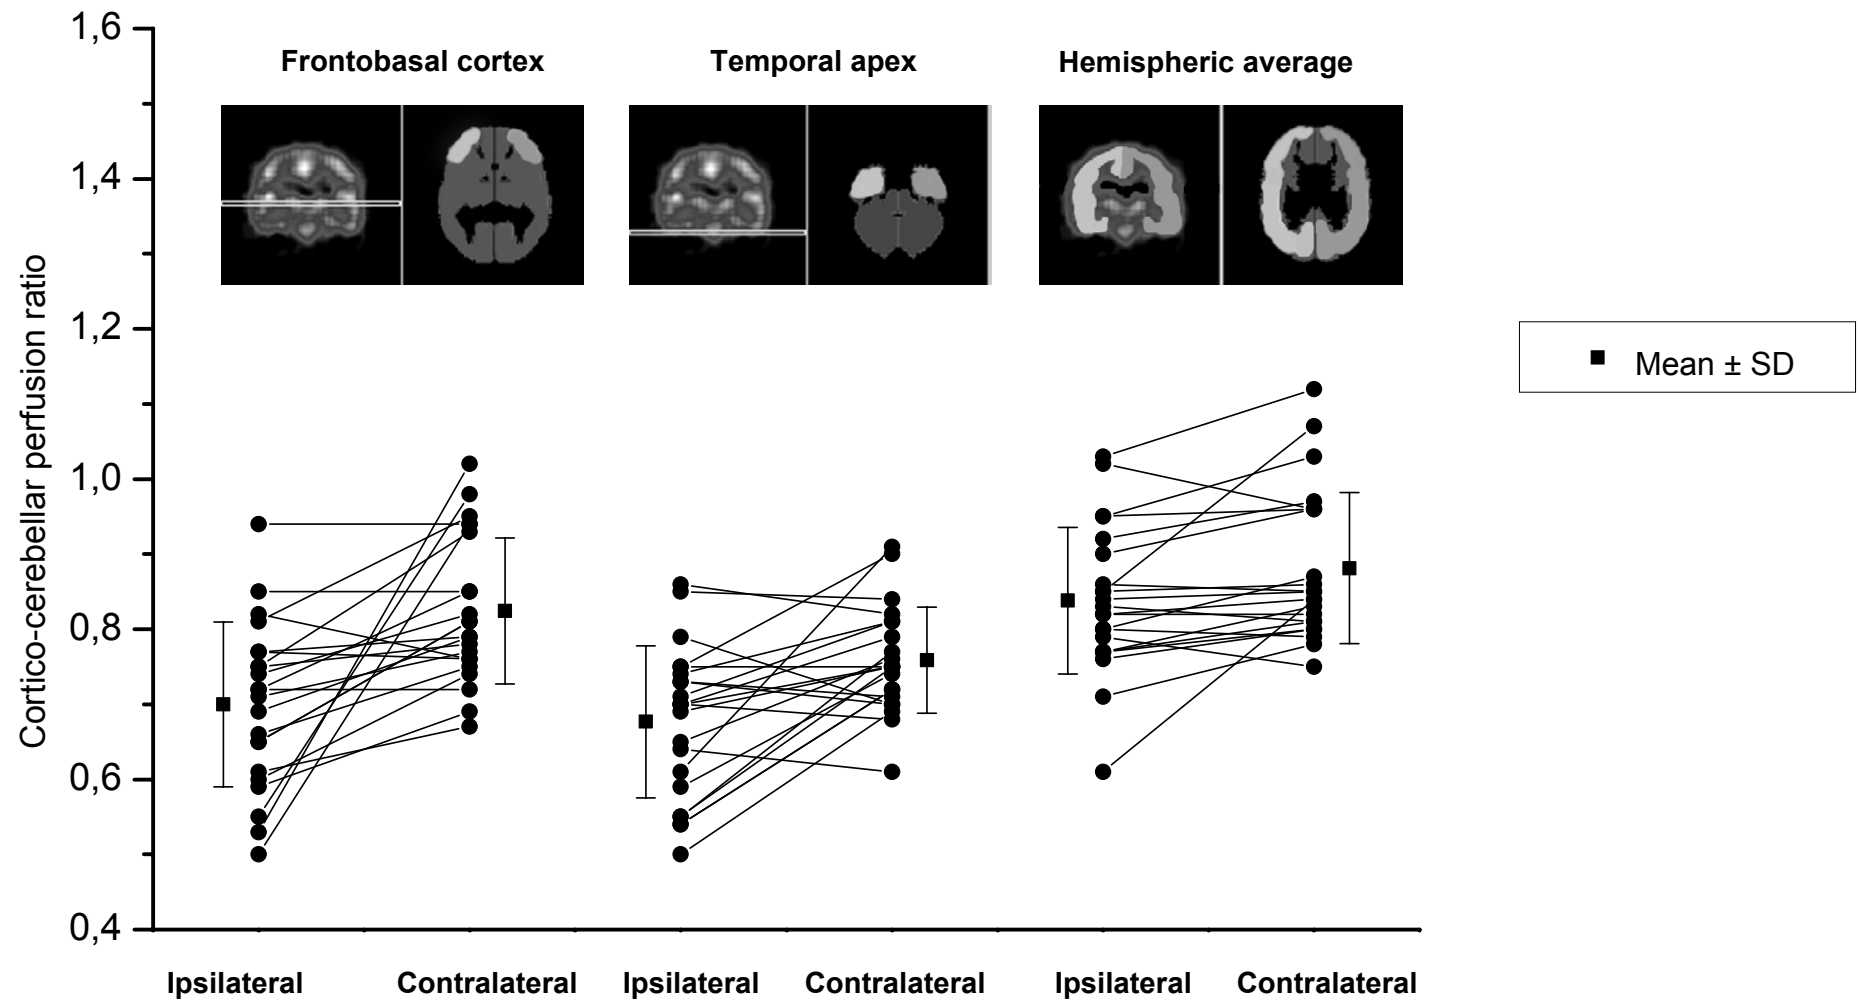 1,6
1,4
1,2
1,0
0,8
0,6
0,4
Cortico-cerebellar perfusion ratio
Frontobasal cortex
Temporal apex
Hemispheric average
Mean ± SD
Ipsilateral
Contralateral
Ipsilateral
Contralateral
Ipsilateral
Contralateral